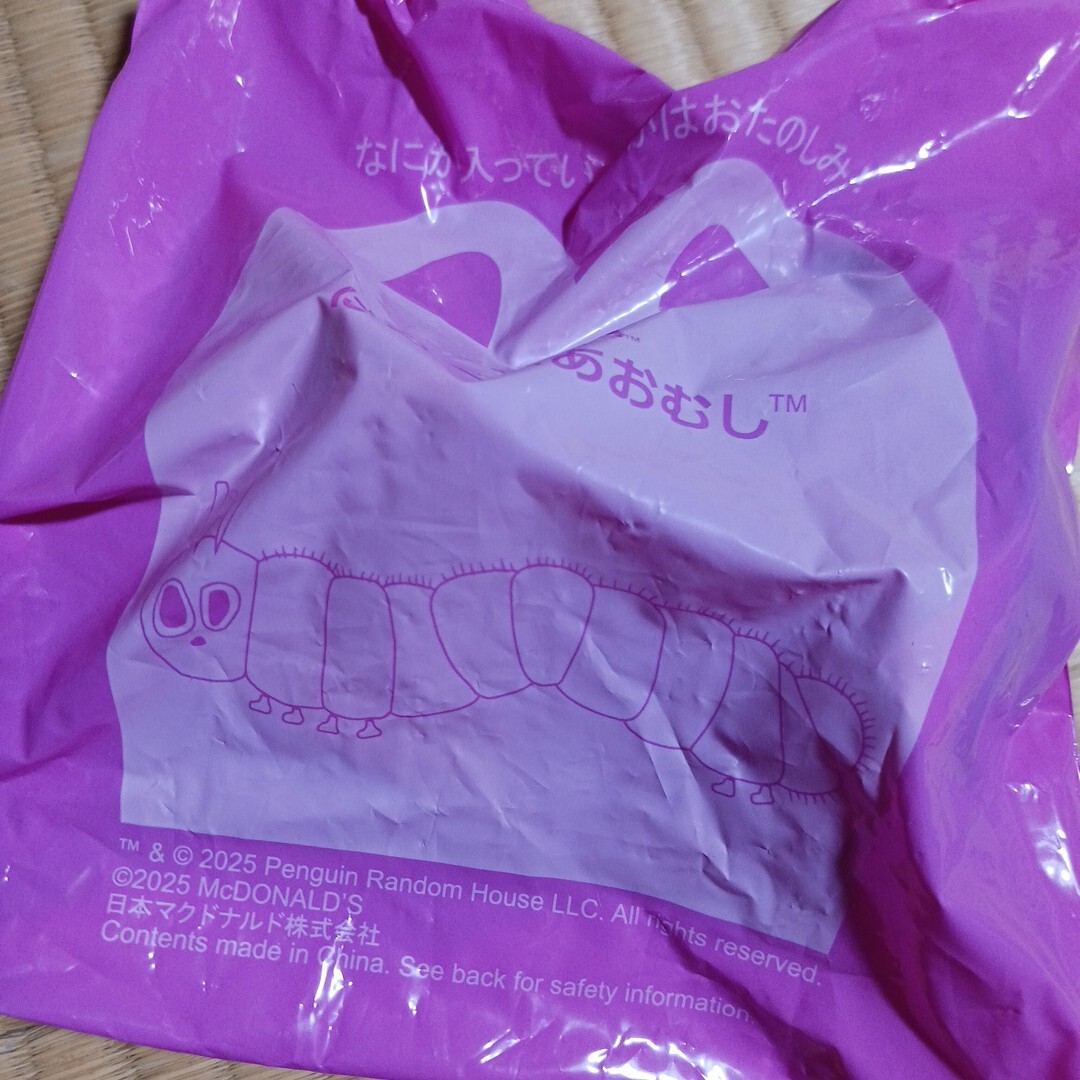 なにが入ってい
かはおたのしみ
あおむし™
™ & © 2025 Penguin Random House LLC. All rights reserved.
©2025 McDONALD'S
日本マクドナルド株式会社
Contents made in China. See back for safety information.